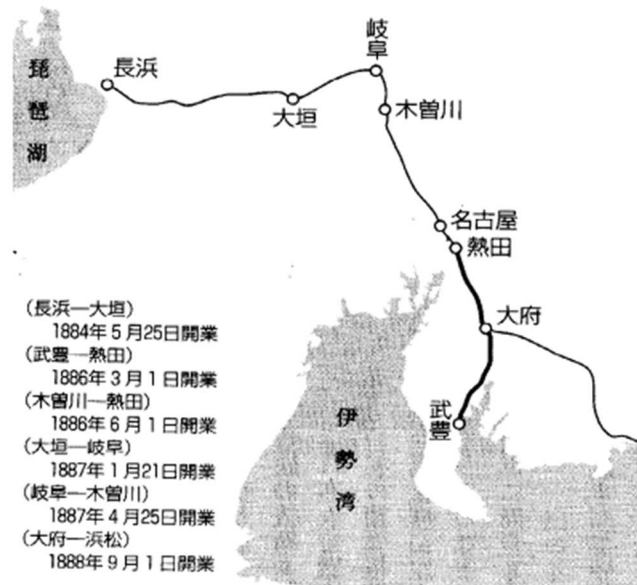 琵琶湖
長浜
大垣
岐阜
木曽川
名古屋
熱田
大府
武豊
伊勢湾
(長浜―大垣)
1884年5月25日開業
(武豊―熱田)
1886年3月1日開業
(木曽川―熱田)
1886年6月1日開業
(大垣―岐阜)
1887年1月21日開業
(岐阜―木曽川)
1887年4月25日開業
(大府―浜松)
1888年9月1日開業